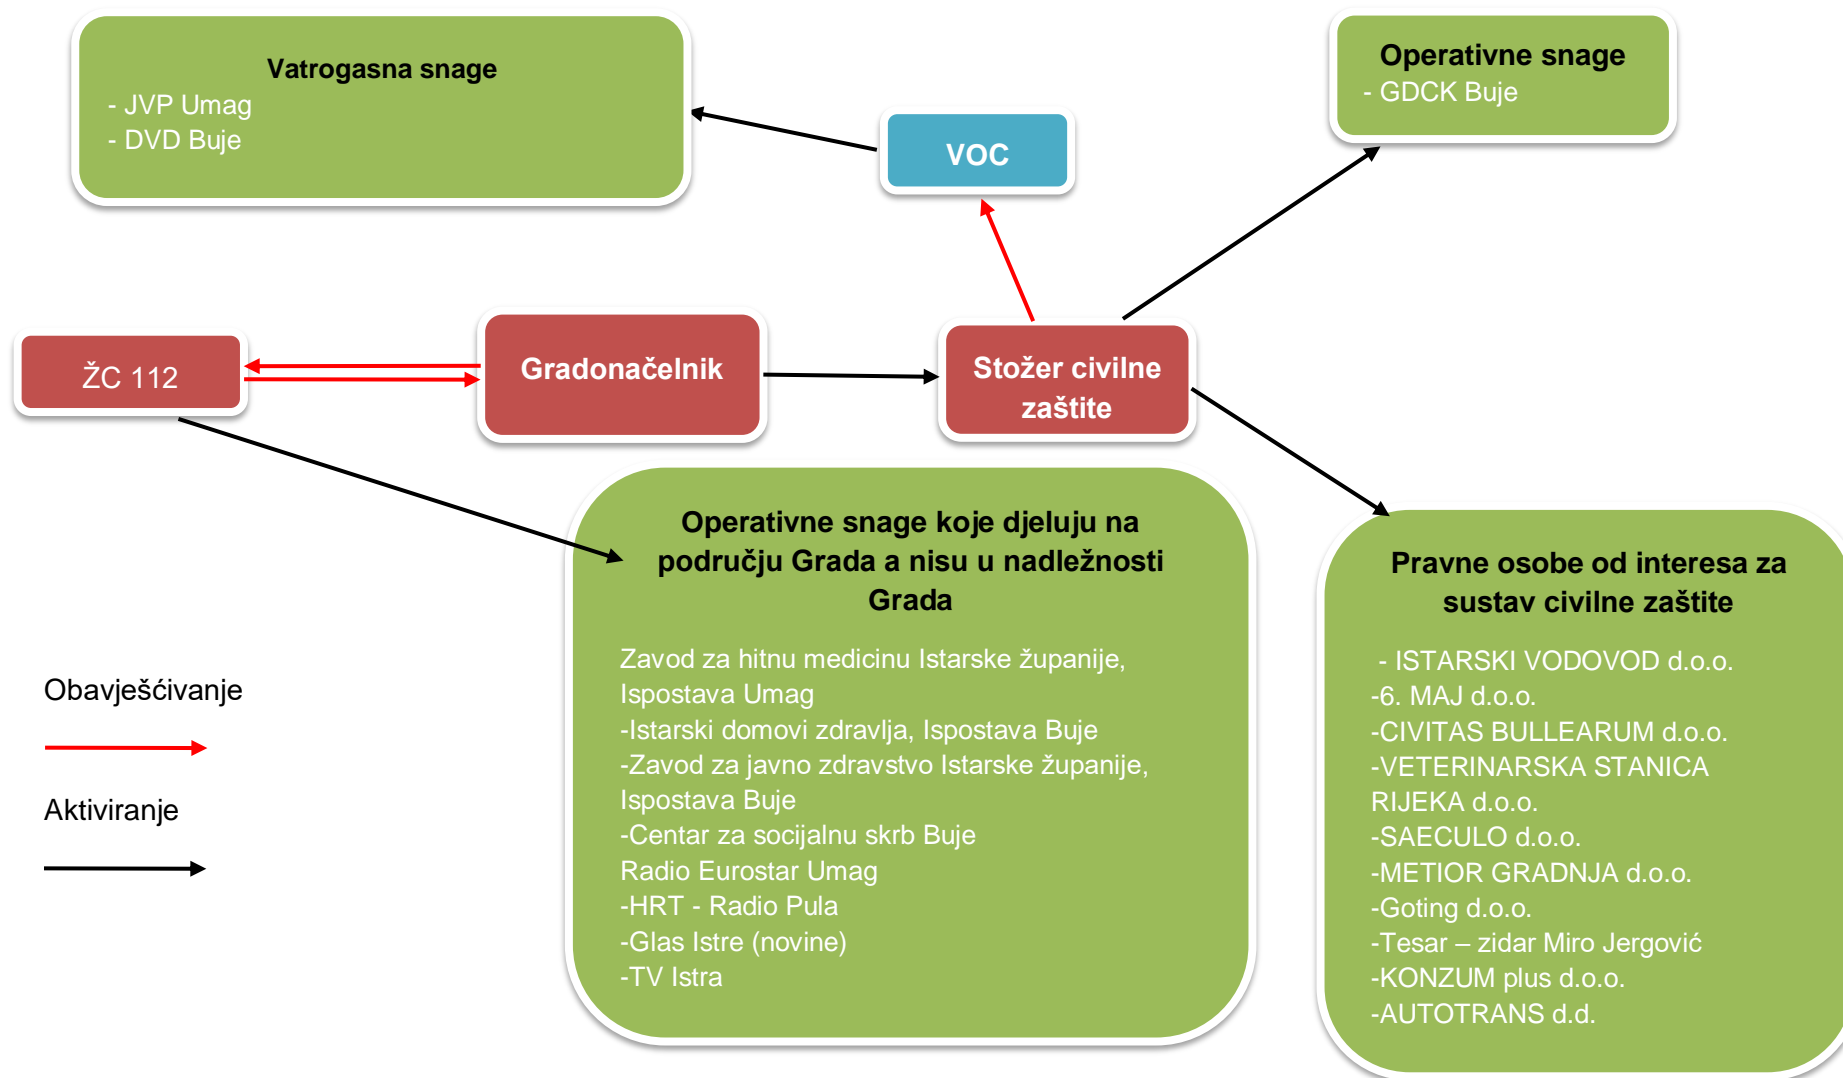 Vatrogasna snage
- JVP Umag
- DVD Buje
VOC
Operativne snage
- GDCK Buje
ŽC 112
Gradonačelnik
Stožer civilne
zaštite
Operativne snage koje djeluju na
području Grada a nisu u nadležnosti
Grada
Zavod za hitnu medicinu Istarske županije,
Ispostava Umag
-Istarski domovi zdravlja, Ispostava Buje
-Zavod za javno zdravstvo Istarske županije,
Ispostava Buje
-Centar za socijalnu skrb Buje
Radio Eurostar Umag
-HRT - Radio Pula
-Glas Istre (novine)
-TV Istra
Pravne osobe od interesa za
sustav civilne zaštite
- ISTARSKI VODOVOD d.o.o.
-6. MAJ d.o.o.
-CIVITAS BULLEARUM d.o.o.
-VETERINARSKA STANICA
RIJEKA d.o.o.
-SAECULO d.o.o.
-METIOR GRADNJA d.o.o.
-Goting d.o.o.
-Tesar – zidar Miro Jergović
-KONZUM plus d.o.o.
-AUTOTRANS d.d.
Obavješćivanje
Aktiviranje